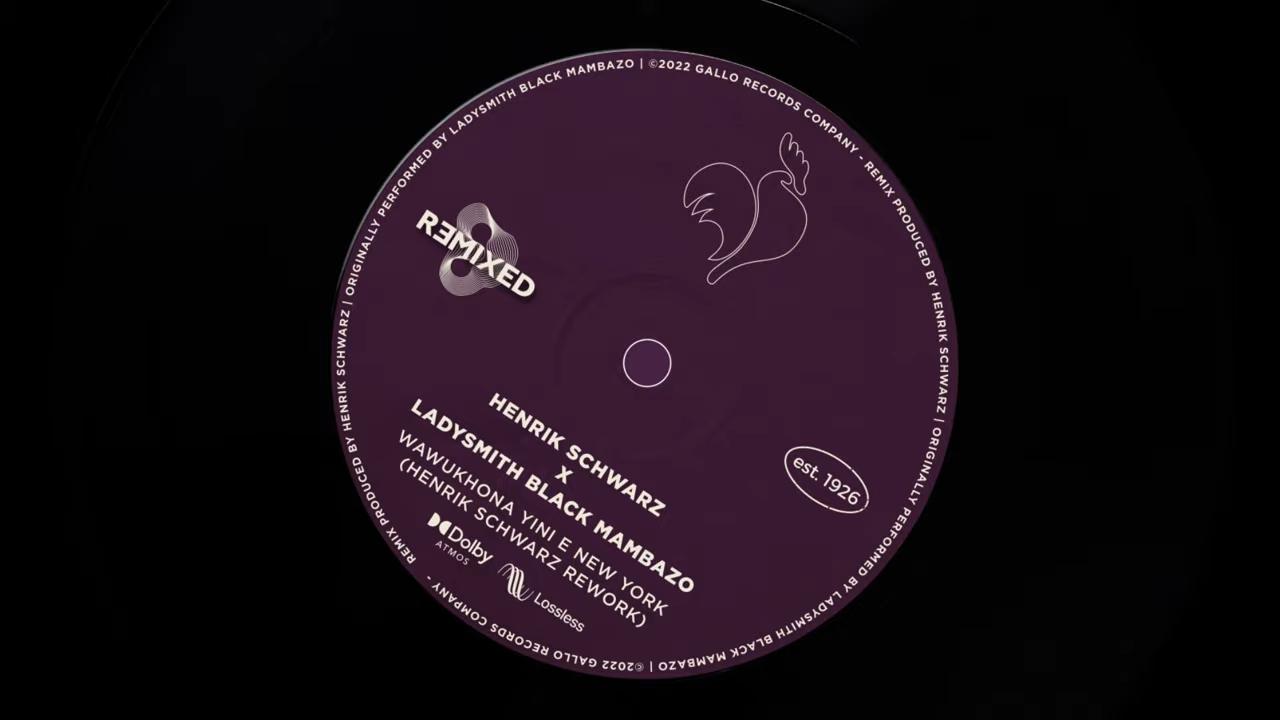 REMIX PRODUCED BY HENRIK SCHWARZ | ORIGINALLY PERFORMED BY LADYSMITH BLACK MAMBAZO | ©2022 GALLO RECORDS COMPANY - REMIX PRODUCED BY HENRIK SCHWARZ | ORIGINALLY PERFORMED BY LADYSMITH BLACK MAMBAZO | ©2022 GALLO RECORDS COMPANY -
RƎMIXED
HENRIK SCHWARZ
X
LADYSMITH BLACK MAMBAZO
WAWUKHONA YINI E NEW YORK
(HENRIK SCHWARZ REWORK)
Dolby
ATMOS
Lossless
est. 1926